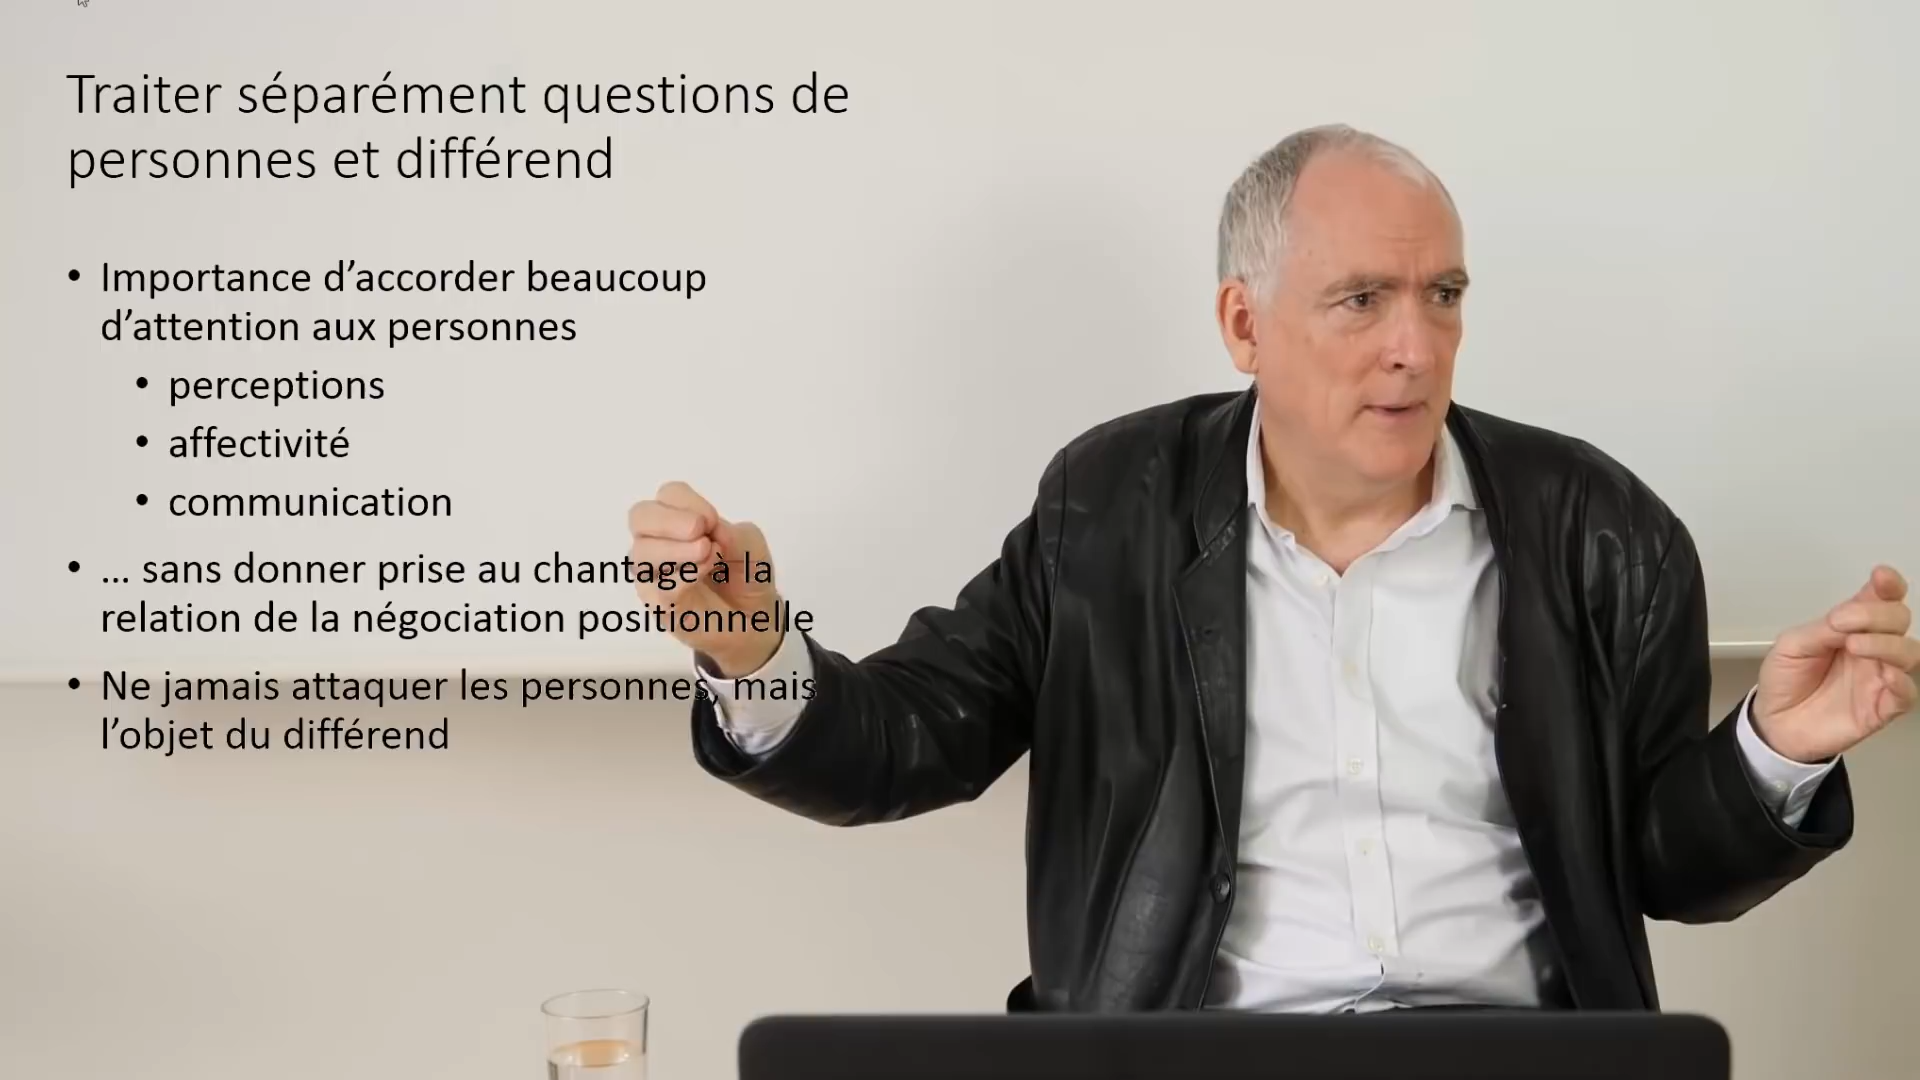 Traiter séparément questions de
personnes et différend
• Importance d’accorder beaucoup
d’attention aux personnes
• perceptions
• affectivité
• communication
• … sans donner prise au chantage à la
relation de la négociation positionnelle
• Ne jamais attaquer les personnes, mais
l’objet du différend